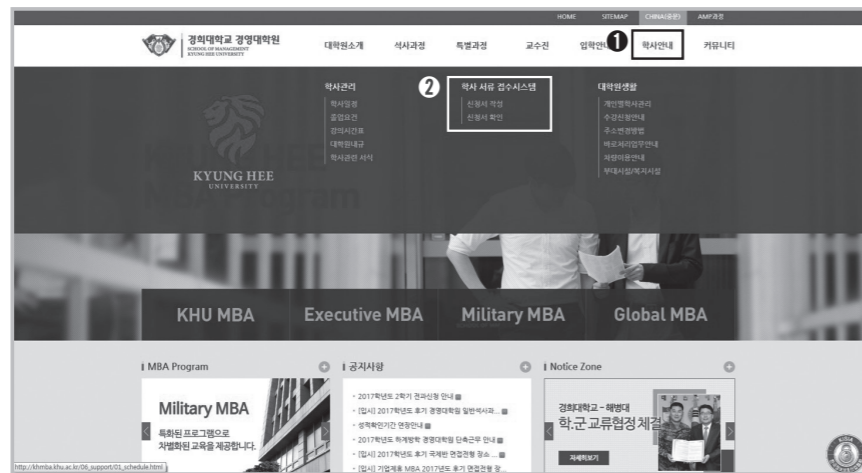 HOME SITEMAP CHINA(중문) AMP과정
경희대학교 경영대학원
SCHOOL OF MANAGEMENT
KYUNG HEE UNIVERSITY
대학원소개 석사과정 특별과정 교수진 입학안내 ❶ 학사안내 커뮤니티
학사관리
학사일정
졸업요건
강의시간표
대학원내규
학사관련 서식
❷ 학사 서류 접수시스템
신청서 작성
신청서 확인
대학원생활
개인별학사관리
수강신청안내
주소변경방법
바로처리업무안내
차량이용안내
부대시설/복지시설
KYUNG HEE
UNIVERSITY
KHU MBA Executive MBA Military MBA Global MBA
MBA Program
Military MBA
특화된 프로그램으로
차별화된 교육을 제공합니다.
공지사항
- 2017학년도 2학기 전과신청 안내
- [입시] 2017학년도 후기 경영대학원 일반석사과...
- 성적확인기간 연장안내
- 2017학년도 하계방학 경영대학원 단축근무 안내
- [입시] 2017학년도 후기 국제반 면접전형 장소 ...
- [입시] 기업제휴 MBA 2017년도 후기 면접전형 장...
Notice Zone
경희대학교 - 해병대
학.군 교류협정 체결
자세히보기
http://khmba.khu.ac.kr/06_support/01_schedule.html